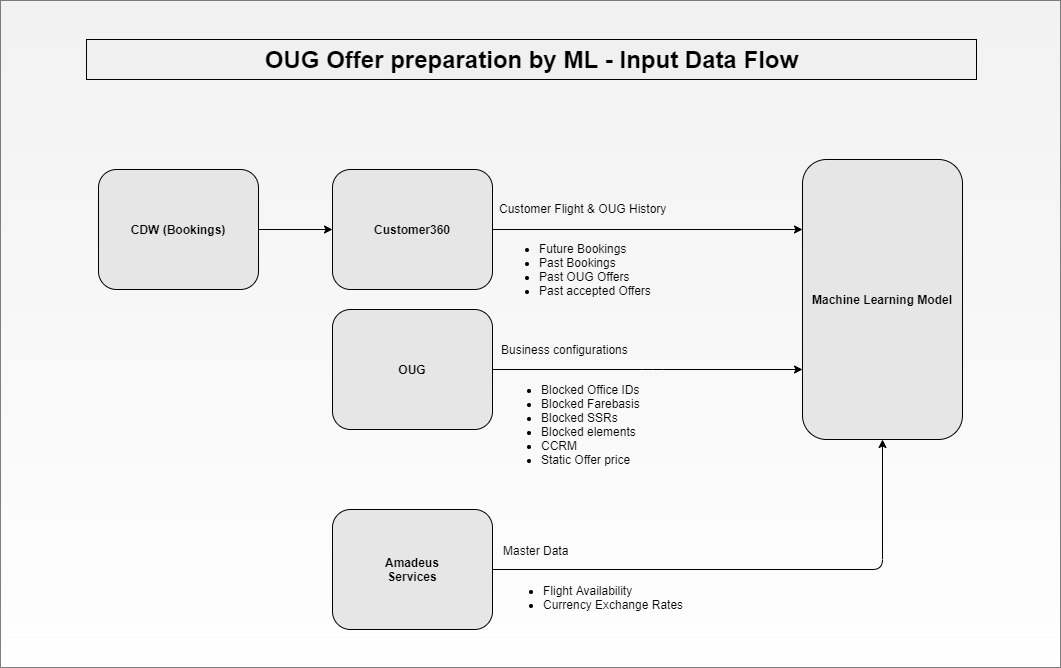 OUG Offer preparation by ML - Input Data Flow
CDW (Bookings)
Customer360
Customer Flight & OUG History
Future Bookings
Past Bookings
Past OUG Offers
Past accepted Offers
Machine Learning Model
OUG
Business configurations
Blocked Office IDs
Blocked Farebasis
Blocked SSRs
Blocked elements
CCRM
Static Offer price
Amadeus
Services
Master Data
Flight Availability
Currency Exchange Rates